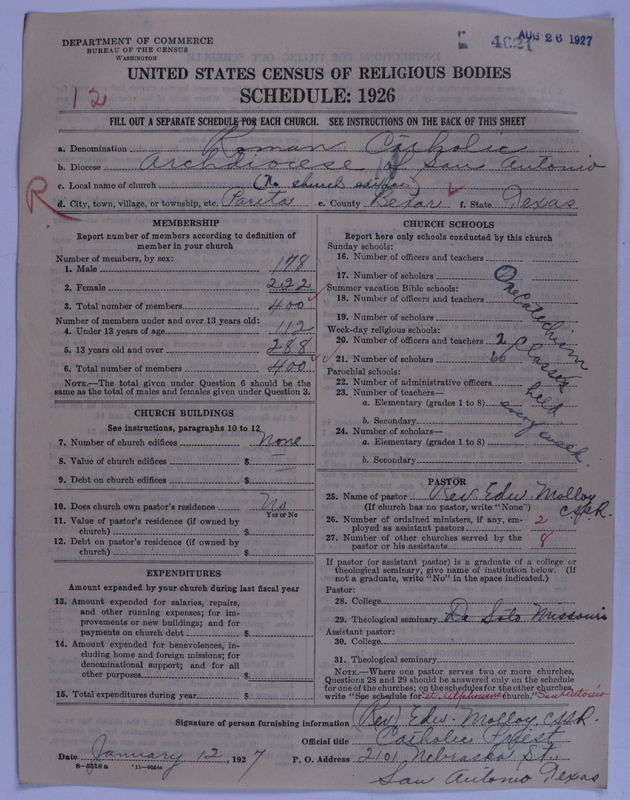 DEPARTMENT OF COMMERCE
BUREAU OF THE CENSUS
WASHINGTON
4621 AUG 26 1927
UNITED STATES CENSUS OF RELIGIOUS BODIES
SCHEDULE: 1926
12
FILL OUT A SEPARATE SCHEDULE FOR EACH CHURCH. SEE INSTRUCTIONS ON THE BACK OF THIS SHEET
a. Denomination Roman Catholic
b. Diocese Archdiocese of San Antonio
c. Local name of church (No church edifice)
R
d. City, town, village, or township, etc. Parita e. County Bexar f. State Texas
MEMBERSHIP
Report number of members according to definition of
member in your church
Number of members, by sex:
1. Male 178
2. Female 222
3. Total number of members 400
Number of members under and over 13 years old:
4. Under 13 years of age 112
5. 13 years old and over 288
6. Total number of members 400
NOTE.—The total given under Question 6 should be the
same as the total of males and females given under Question 3.
CHURCH BUILDINGS
See instructions, paragraphs 10 to 12
7. Number of church edifices None
8. Value of church edifices $ —
9. Debt on church edifices $ —
10. Does church own pastor's residence No
Yes or No
11. Value of pastor's residence (if owned by
church) $
12. Debt on pastor's residence (if owned by
church) $
EXPENDITURES
Amount expended by your church during last fiscal year
13. Amount expended for salaries, repairs,
and other running expenses; for im-
provements or new buildings; and for
payments on church debt $
14. Amount expended for benevolences, in-
cluding home and foreign missions; for
denominational support; and for all
other purposes $
15. Total expenditures during year $
CHURCH SCHOOLS
Report here only schools conducted by this church
Sunday schools:
16. Number of officers and teachers
17. Number of scholars
Summer vacation Bible schools:
18. Number of officers and teachers
19. Number of scholars
Week-day religious schools:
20. Number of officers and teachers 2
21. Number of scholars 60
Parochial schools:
22. Number of administrative officers
23. Number of teachers—
a. Elementary (grades 1 to 8)
b. Secondary
24. Number of scholars—
a. Elementary (grades 1 to 8)
b. Secondary
One Catechism
Classes
held
every week.
PASTOR
25. Name of pastor Rev. Edw. Molloy
C.SS.R.
(If church has no pastor, write "None")
26. Number of ordained ministers, if any, em-
ployed as assistant pastors 2
27. Number of other churches served by the
pastor or his assistants 8
If pastor (or assistant pastor) is a graduate of a college or
theological seminary, give name of institution below. (If
not a graduate, write "No" in the space indicated.)
Pastor:
28. College
29. Theological seminary De Soto Missouri
Assistant pastor:
30. College
31. Theological seminary
NOTE.—Where one pastor serves two or more churches,
Questions 28 and 29 should be answered only on the schedule
for one of the churches; on the schedules for the other churches,
write "See schedule for St. Alphonsus church." San Antonio
Signature of person furnishing information Rev. Edw. Molloy CSSR.
Official title Catholic Priest
Date January 12, 1927 P. O. Address 2101 Nebraska St.
San Antonio Texas